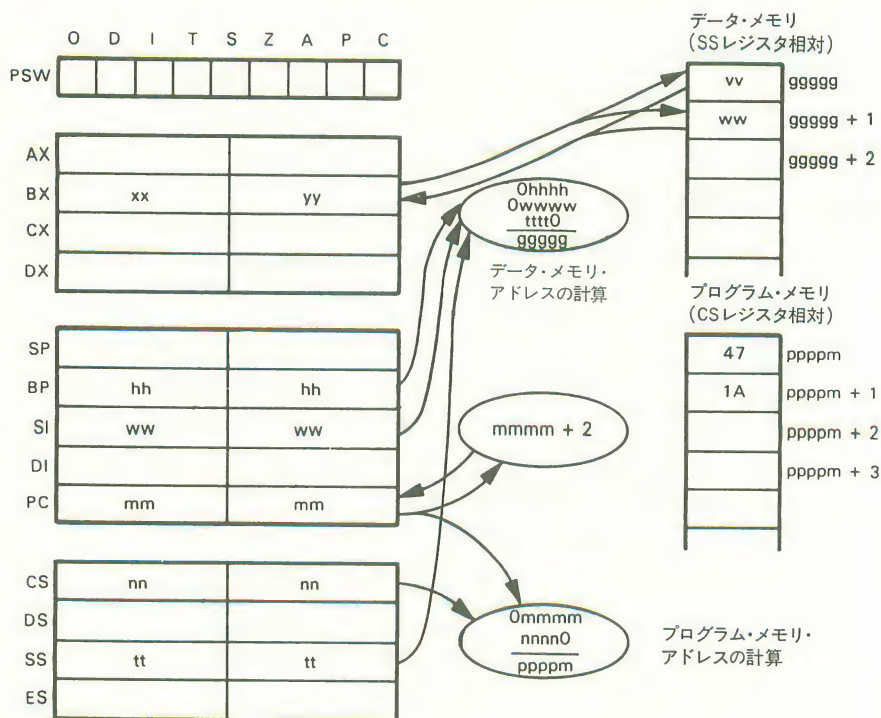 O D I T S Z A P C
PSW
AX
BX xx yy
CX
DX
SP
BP hh hh
SI ww ww
DI
PC mm mm
CS nn nn
DS
SS tt tt
ES
0hhhh
0wwww
tttt0
ggggg
データ・メモリ・
アドレスの計算
mmmm + 2
0mmmm
nnnn0
ppppm
プログラム・メモリ・
アドレスの計算
データ・メモリ
(SSレジスタ相対)
vv ggggg
ww ggggg + 1
ggggg + 2
プログラム・メモリ
(CSレジスタ相対)
47 ppppm
1A ppppm + 1
ppppm + 2
ppppm + 3